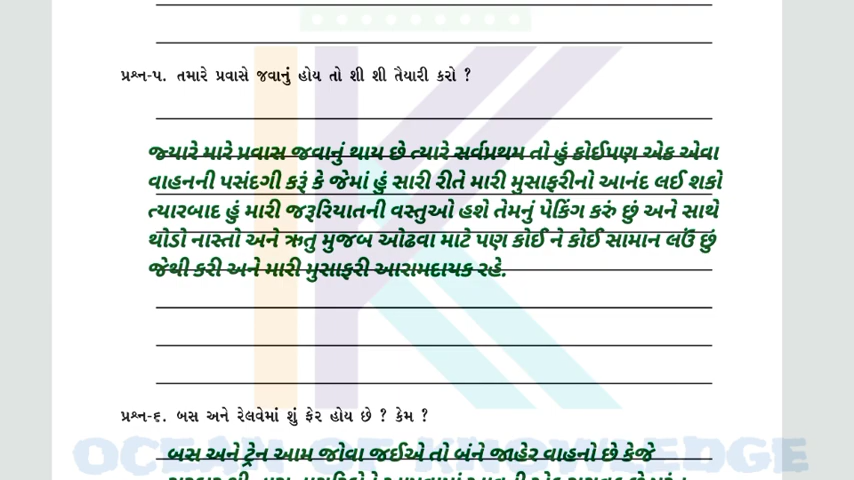 પ્રશ્ન-૫. તમારે પ્રવાસે જવાનું હોય તો શી શી તૈયારી કરો ?
જ્યારે મારે પ્રવાસ જવાનું થાય છે ત્યારે સર્વપ્રથમ તો હું કોઈપણ એક એવા
વાહનની પસંદગી કરૂં કે જેમાં હું સારી રીતે મારી મુસાફરીનો આનંદ લઈ શકો
ત્યારબાદ હું મારી જરૂરિયાતની વસ્તુઓ હશે તેમનું પેકિંગ કરું છું અને સાથે
થોડો નાસ્તો અને ઋતુ મુજબ ઓઢવા માટે પણ કોઈ ને કોઈ સામાન લઉં છું
જેથી કરી અને મારી મુસાફરી આરામદાયક રહે.
પ્રશ્ન-૬. બસ અને રેલવેમાં શું ફેર હોય છે ? કેમ ?
બસ અને ટ્રેન આમ જોવા જઈએ તો બંને જાહેર વાહનો છે કેજે
OCEAN OF KNOWLEDGE